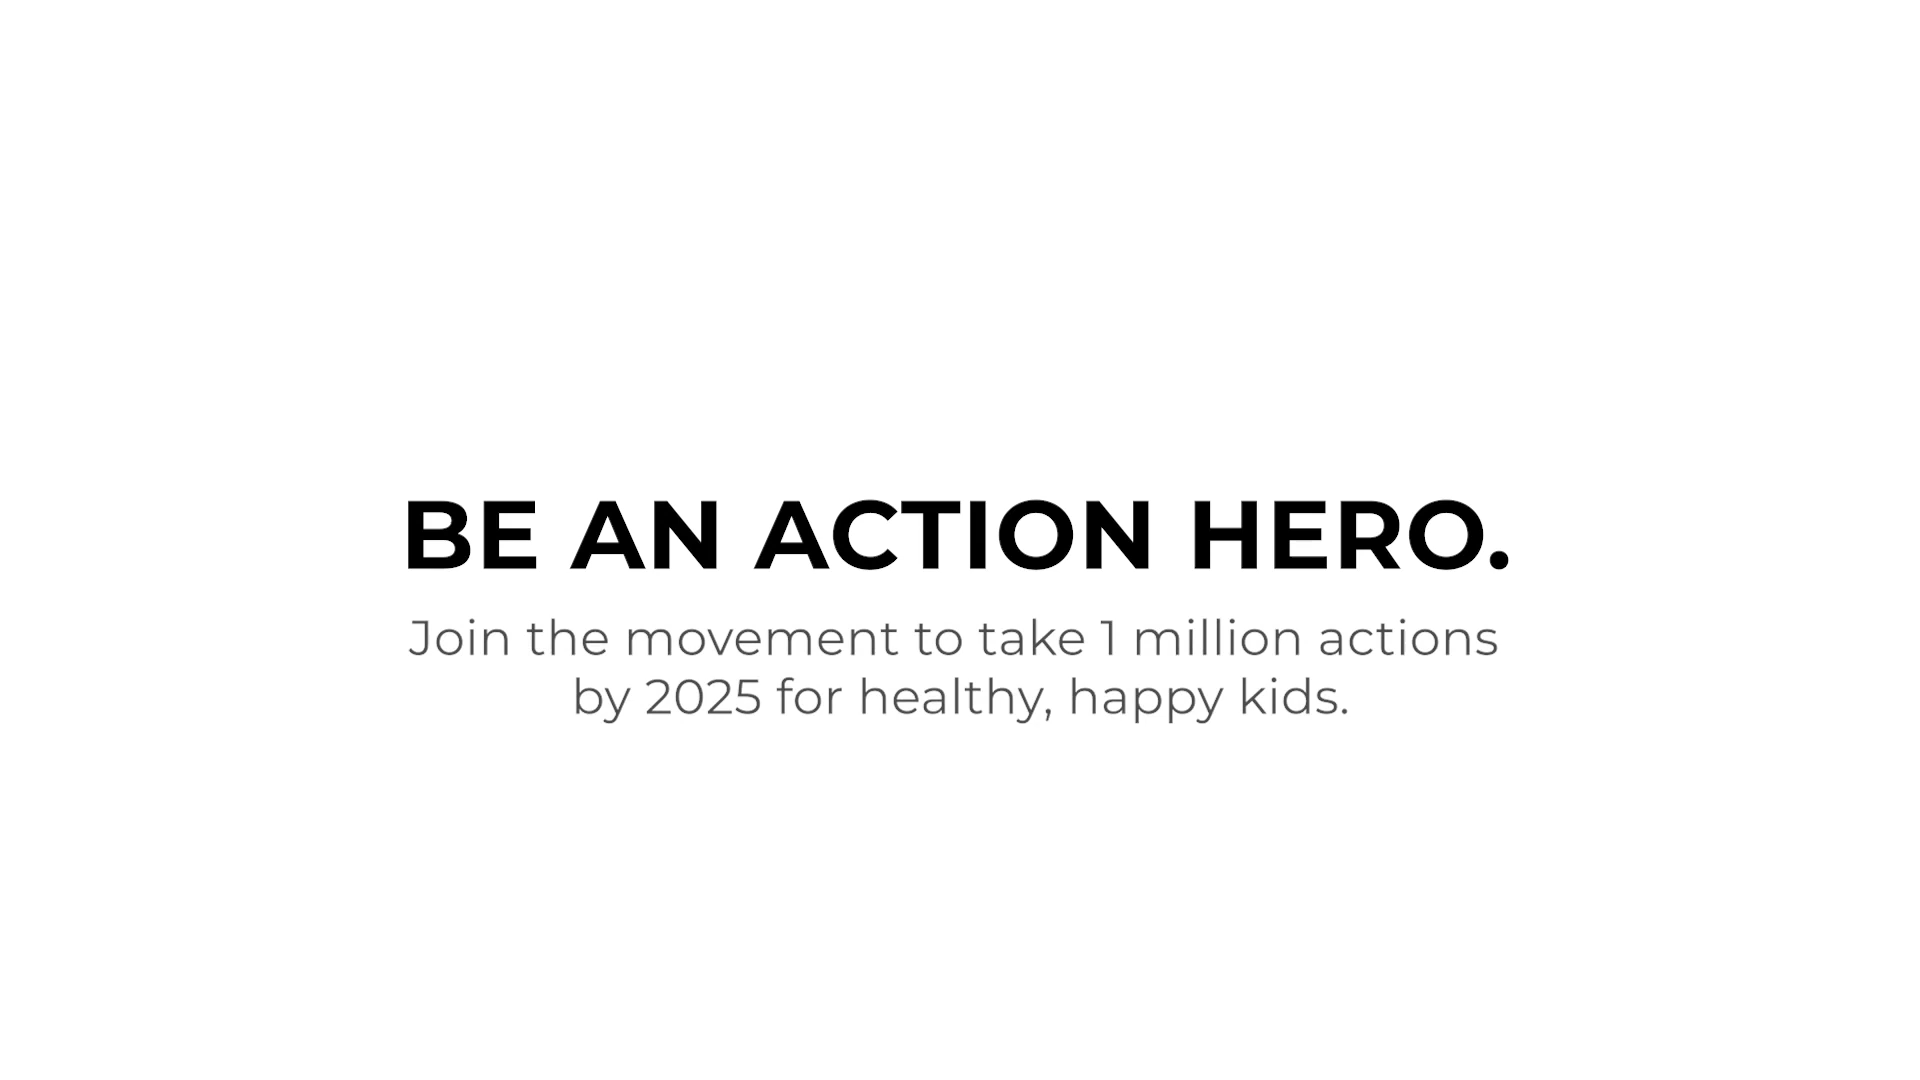 BE AN ACTION HERO.
Join the movement to take 1 million actions
by 2025 for healthy, happy kids.